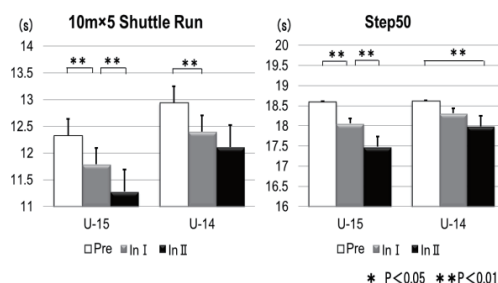 10m×5 Shuttle Run
(s)
14
13.5
13
12.5
12
11.5
11
** ** **
U-15 U-14
□Pre ■In Ⅰ ■In Ⅱ
Step50
(s)
20
19.5
19
18.5
18
17.5
17
16.5
16
** ** **
U-15 U-14
□Pre ■In Ⅰ ■In Ⅱ
* P<0.05 **P<0.01